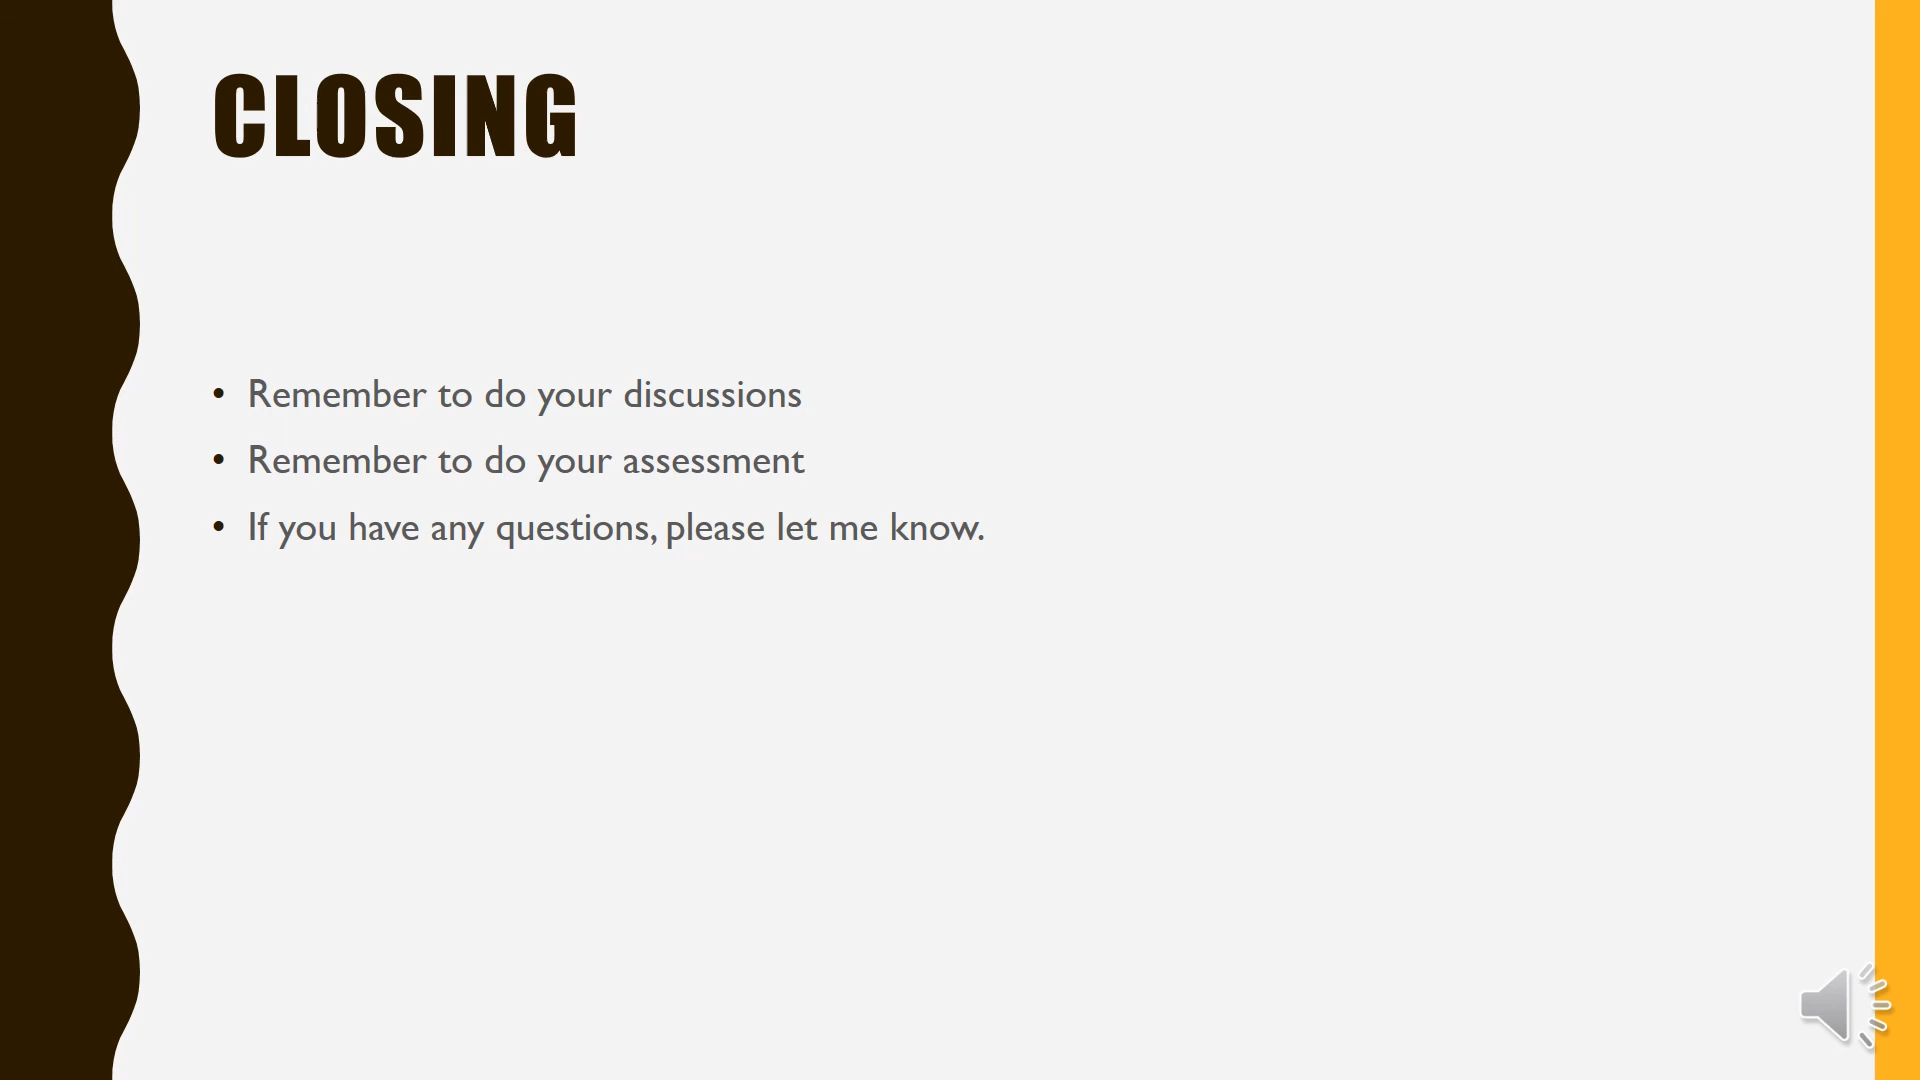 CLOSING
• Remember to do your discussions
• Remember to do your assessment
• If you have any questions, please let me know.